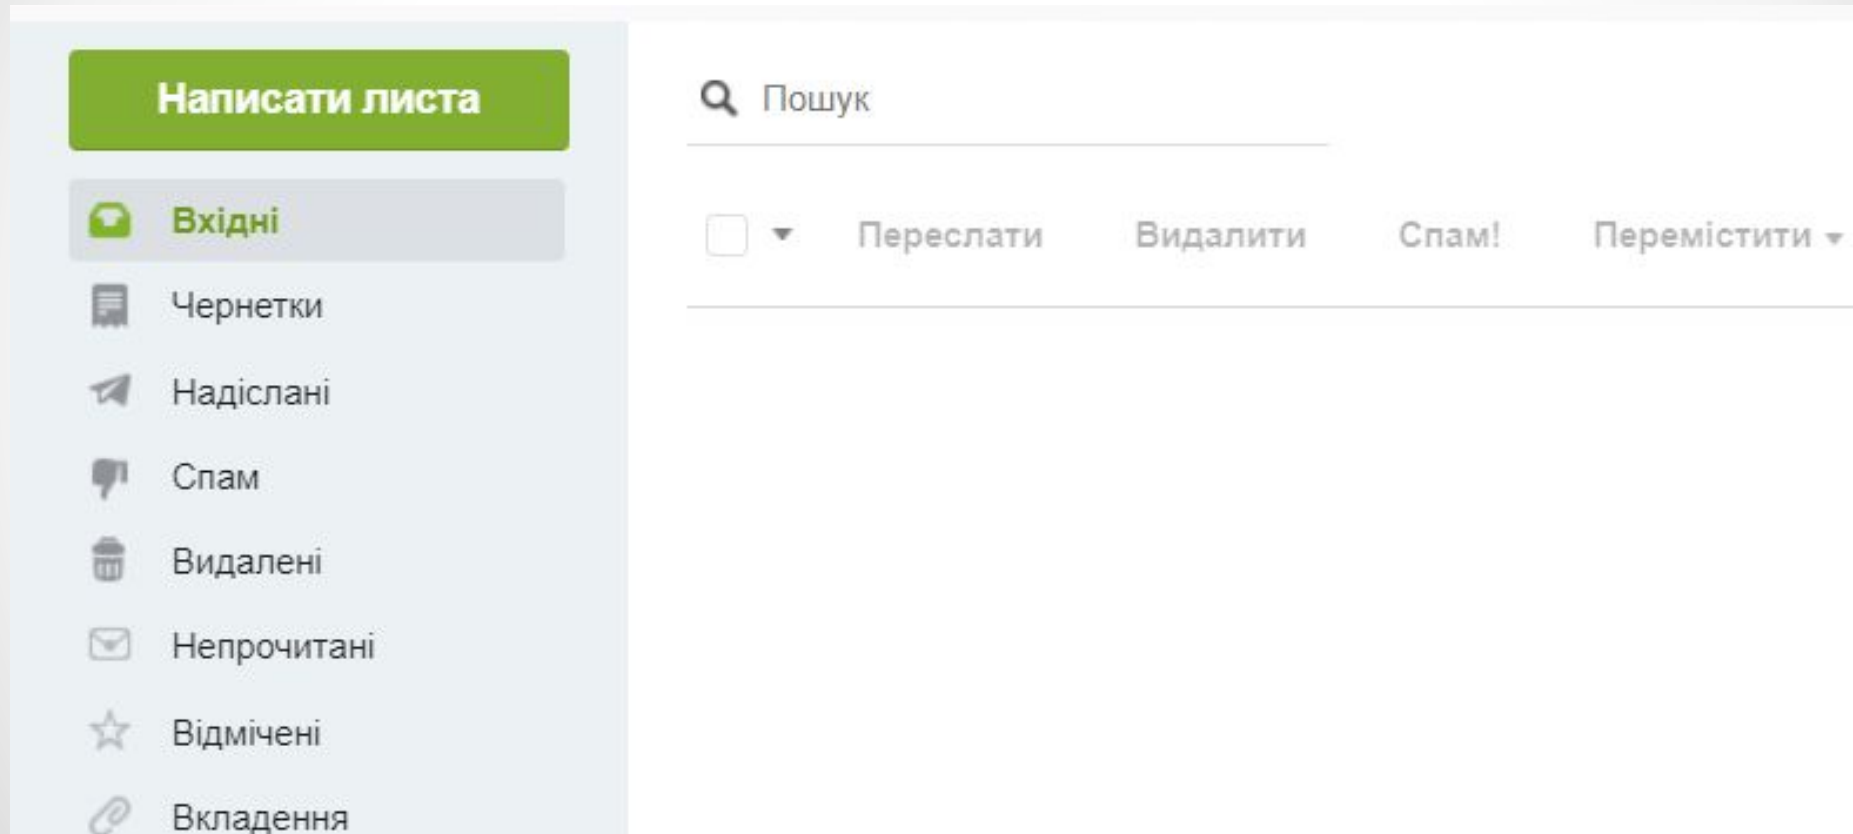 Написати листа
Вхідні
Чернетки
Надіслані
Спам
Видалені
Непрочитані
Відмічені
Вкладення
Пошук
Переслати Видалити Спам! Перемістити